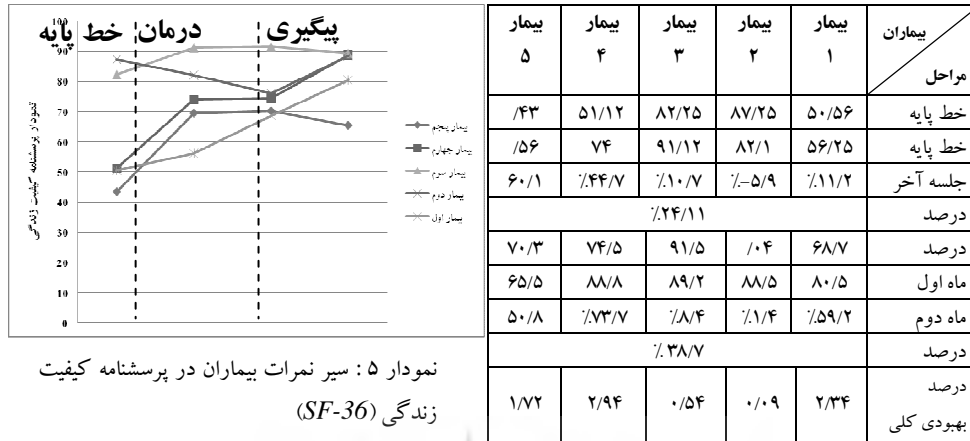 خط پایه درمان پیگیری
100
90
80
70
60
50
40
30
20
10
0
نمودار پرسشنامه کیفیت زندگی
بیمار پنجم
بیمار چهارم
بیمار سوم
بیمار دوم
بیمار اول
نمودار ۵ : سیر نمرات بیماران در پرسشنامه کیفیت
زندگی (SF-36)
بیماران مراحل بیمار ۱ بیمار ۲ بیمار ۳ بیمار ۴ بیمار ۵
خط پایه ۵۰/۵۶ ۸۷/۲۵ ۸۲/۲۵ ۵۱/۱۲ /۴۳
خط پایه ۵۶/۲۵ ۸۲/۱ ۹۱/۱۲ ۷۴ /۵۶
جلسه آخر ٪۱۱/۲ ٪-۵/۹ ٪۱۰/۷ ٪۴۴/۷ ۶۰/۱
درصد ٪۲۴/۱۱
درصد ۶۸/۷ /۰۴ ۹۱/۵ ۷۴/۵ ۷۰/۳
ماه اول ۸۰/۵ ۸۸/۵ ۸۹/۲ ۸۸/۸ ۶۵/۵
ماه دوم ٪۵۹/۲ ٪۱/۴ ٪۸/۴ ٪۷۳/۷ ۵۰/۸
درصد ٪۳۸/۷
درصد
بهبودی کلی ۲/۳۴ ۰/۰۹ ۰/۵۴ ۲/۹۴ ۱/۷۲